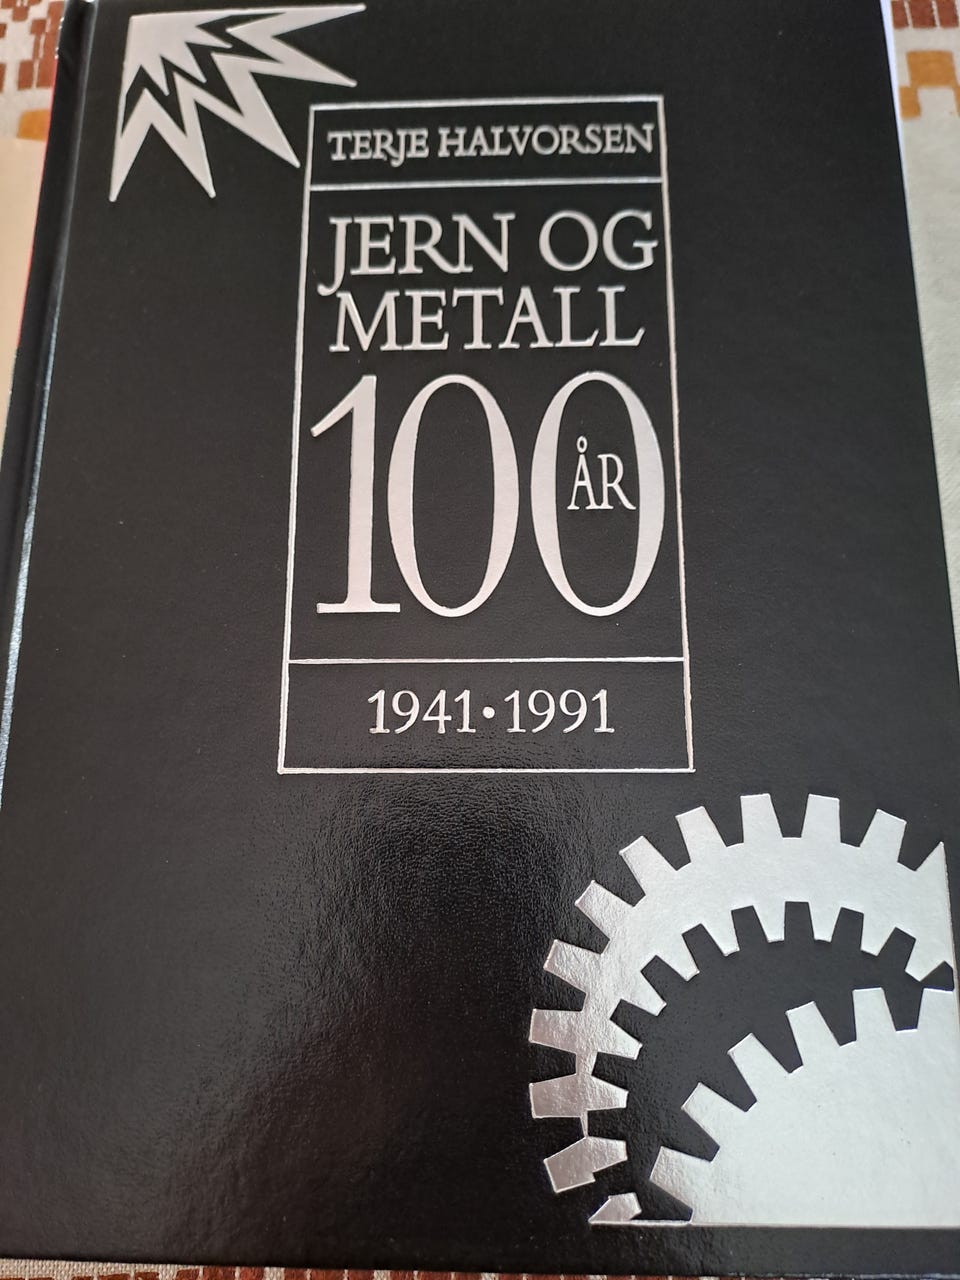 TERJE HALVORSEN
JERN OG
METALL
100
ÅR
1941•1991